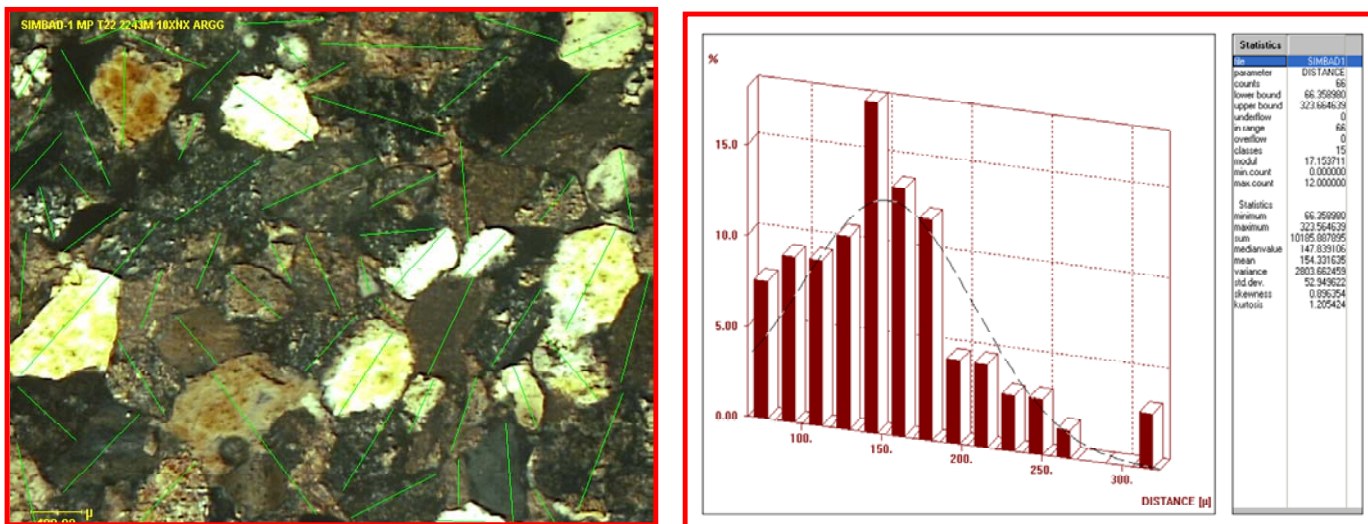 SIMBAD-1 MP T22 2243M 10XNX ARGG
μ
%
15.0
10.0
5.00
0.00
100.
150.
200.
250.
300.
DISTANCE [μ]
Statistics
file SIMBAD1
parameter DISTANCE
counts 66
lower bound 66.358980
upper bound 323.664639
underflow 0
in range 66
overflow 0
classes 15
modul 17.153711
min.count 0.000000
max.count 12.000000
Statistics
minimum 66.358980
maximum 323.564639
sum 10185.887895
medianvalue 147.839106
mean 154.331635
variance 2803.662459
std.dev. 52.949622
skewness 0.896354
kurtosis 1.205424